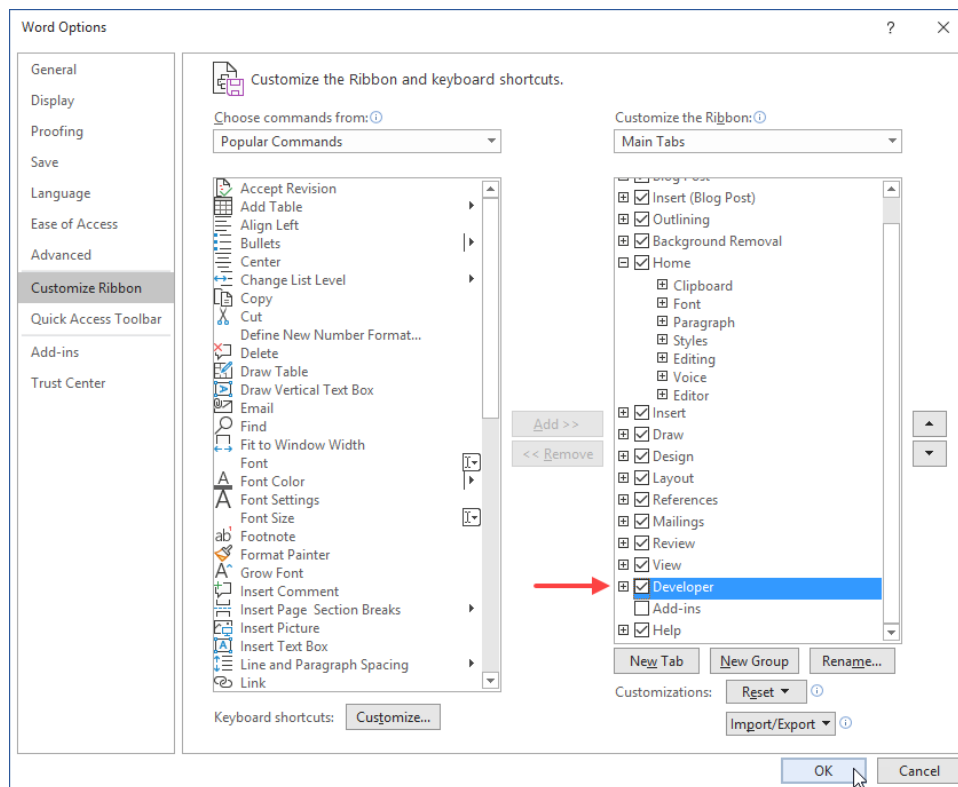 Word Options
?
General
Display
Proofing
Save
Language
Ease of Access
Advanced
Customize Ribbon
Quick Access Toolbar
Add-ins
Trust Center
Customize the Ribbon and keyboard shortcuts.
Choose commands from:
Popular Commands
Accept Revision
Add Table
Align Left
Bullets
Center
Change List Level
Copy
Cut
Define New Number Format...
Delete
Draw Table
Draw Vertical Text Box
Email
Find
Fit to Window Width
Font
Font Color
Font Settings
Font Size
Footnote
Format Painter
Grow Font
Insert Comment
Insert Page Section Breaks
Insert Picture
Insert Text Box
Line and Paragraph Spacing
Link
Keyboard shortcuts: Customize...
Add >>
<< Remove
Customize the Ribbon:
Main Tabs
Blog Post
Insert (Blog Post)
Outlining
Background Removal
Home
Clipboard
Font
Paragraph
Styles
Editing
Voice
Editor
Insert
Draw
Design
Layout
References
Mailings
Review
View
Developer
Add-ins
Help
New Tab New Group Rename...
Customizations: Reset
Import/Export
OK Cancel